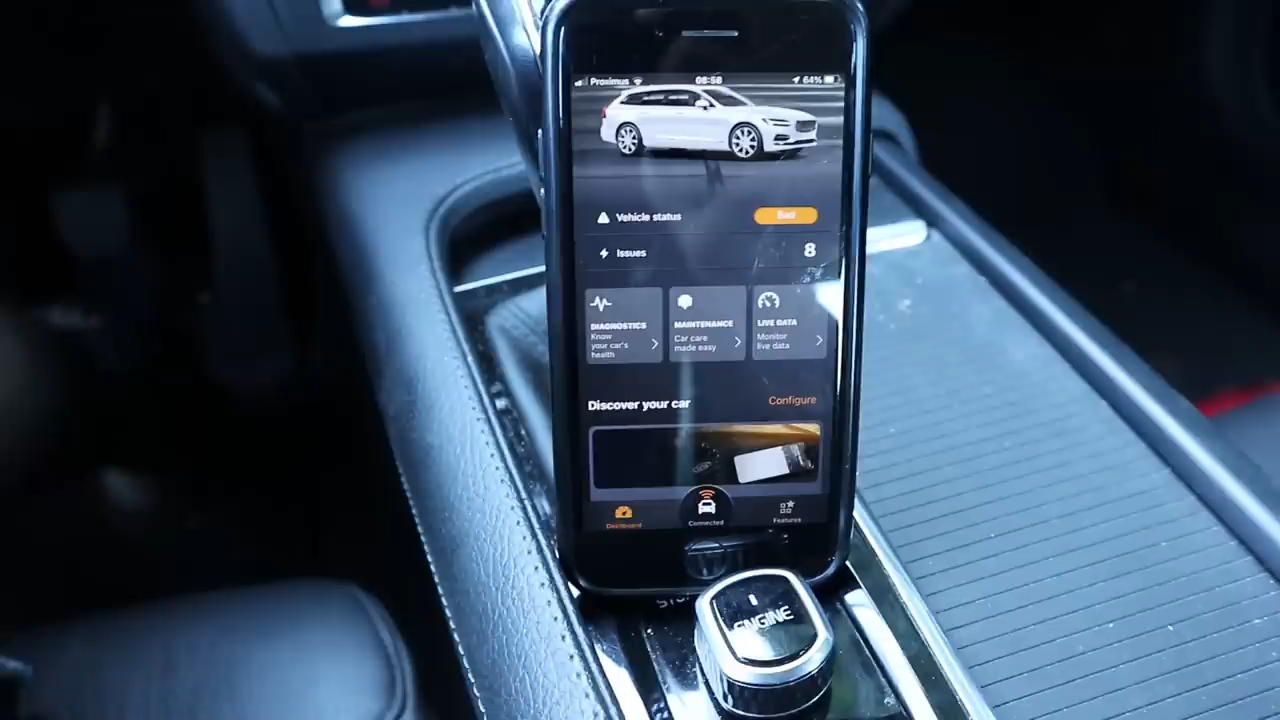 Proximus 08:58 64%
Vehicle status Bad
Issues 8
DIAGNOSTICS
Know
your car's
health
MAINTENANCE
Car care
made easy
LIVE DATA
Monitor
live data
Discover your car Configure
Dashboard
Connected
Features
ENGINE